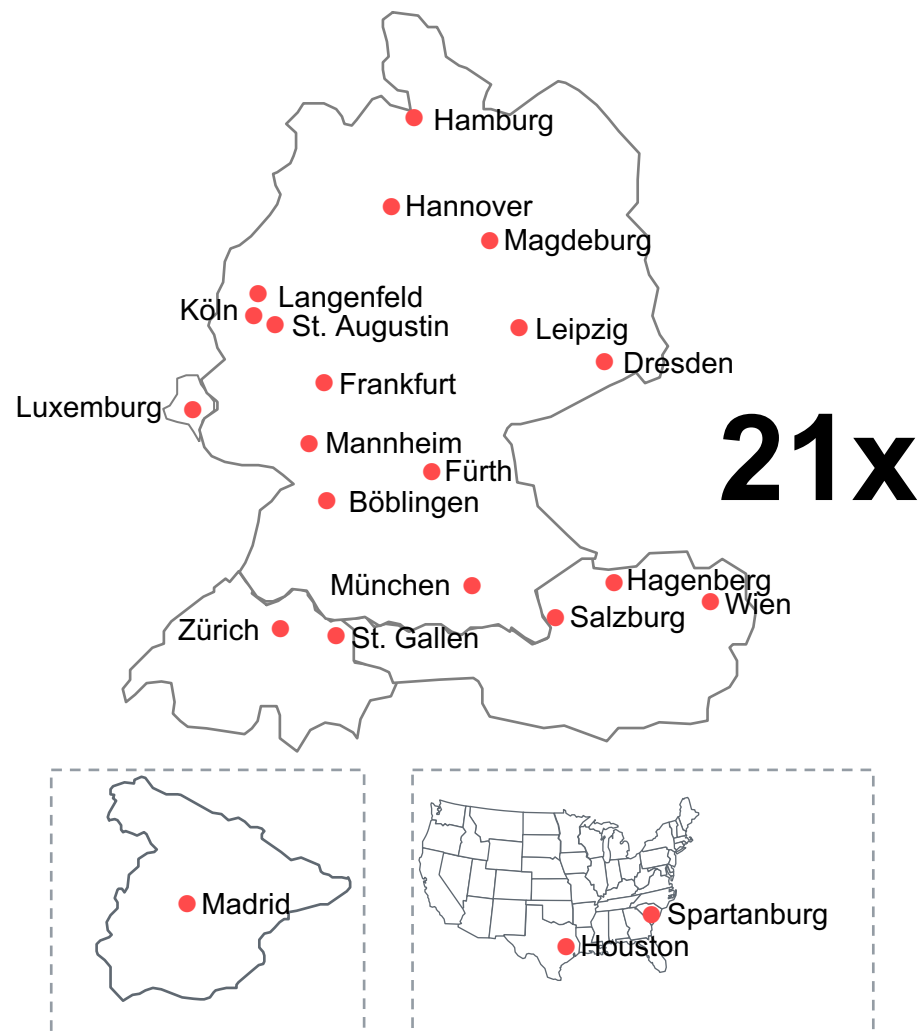 Hamburg
Hannover
Magdeburg
Langenfeld
Köln
St. Augustin
Leipzig
Dresden
Frankfurt
Luxemburg
Mannheim
21x
Fürth
Böblingen
München
Hagenberg
Wien
Salzburg
Zürich
St. Gallen
Madrid
Spartanburg
Houston